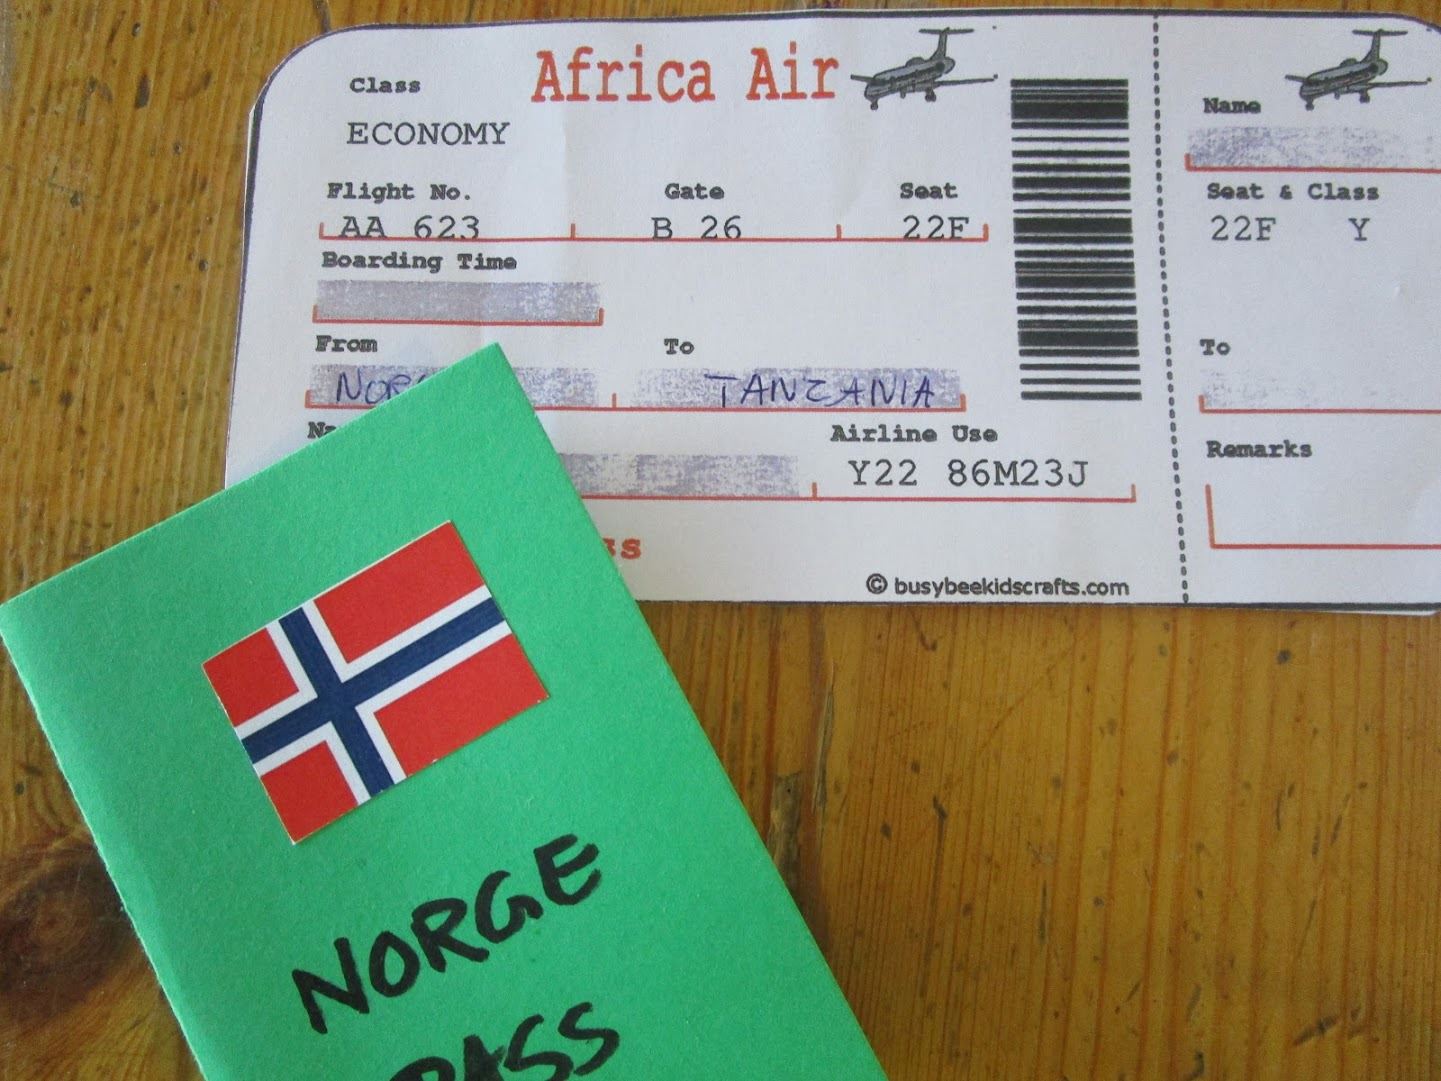 Africa Air
Class
ECONOMY
Flight No. Gate Seat
AA 623 B 26 22F
Boarding Time
From To
TANZANIA
Airline Use
Y22 86M23J
© busybeekidscrafts.com
Name
Seat & Class
22F Y
To
Remarks
NORGE
PASS